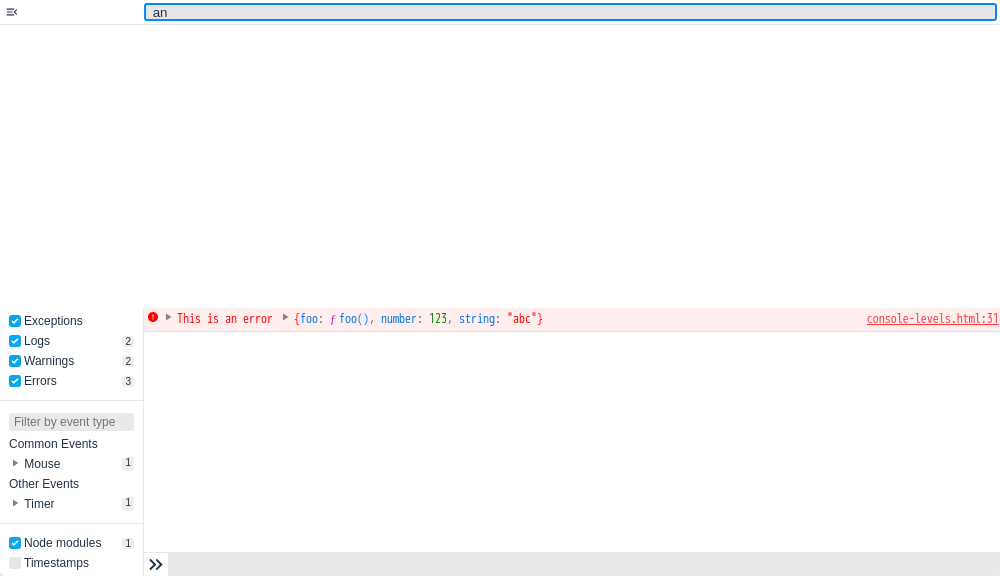 an
Exceptions
Logs 2
Warnings 2
Errors 3
Filter by event type
Common Events
Mouse 1
Other Events
Timer 1
Node modules 1
Timestamps
This is an error {foo: ƒ foo(), number: 123, string: "abc"} console-levels.html:31